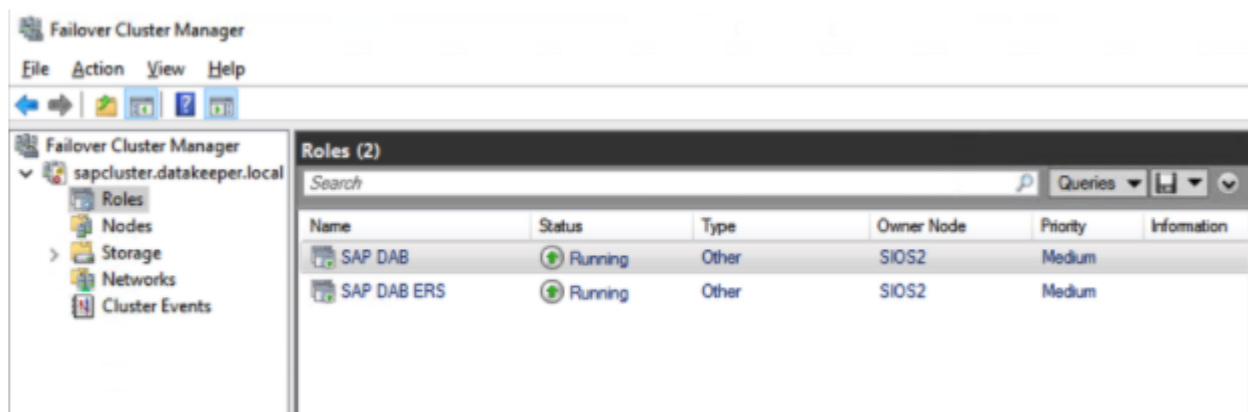 Failover Cluster Manager
File Action View Help
Failover Cluster Manager
sapcluster.datakeeper.local
Roles
Nodes
Storage
Networks
Cluster Events
Roles (2)
Search
Queries
Name Status Type Owner Node Priority Information
SAP DAB Running Other SIOS2 Medium
SAP DAB ERS Running Other SIOS2 Medium